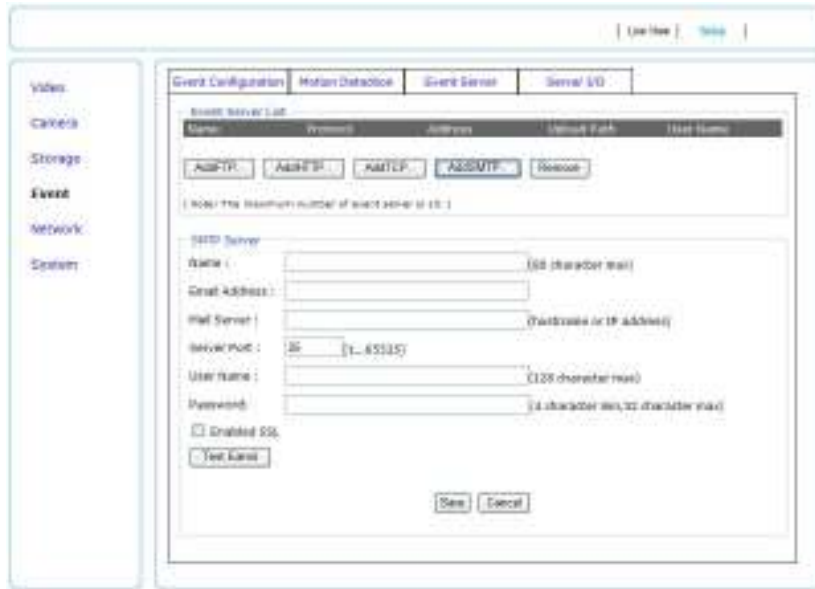 [ Live View ] Setup ]
Video
Camera
Storage
Event
Network
System
Event Configuration Motion Detection Event Server Server I/O
Event Server List
Name Protocol Address Upload Path User Name
AddFTP.. AddHTTP.. AddTCP.. AddSMTP.. Remove
( Note: The maximum number of event server is 10. )
SMTP Server
Name : (60 character max)
Email Address :
Mail Server : (hostname or IP address)
Server Port : 25 (1...65535)
User Name : (128 character max)
Password: (4 character min,32 character max)
Enabled SSL
Test Email
Save Cancel